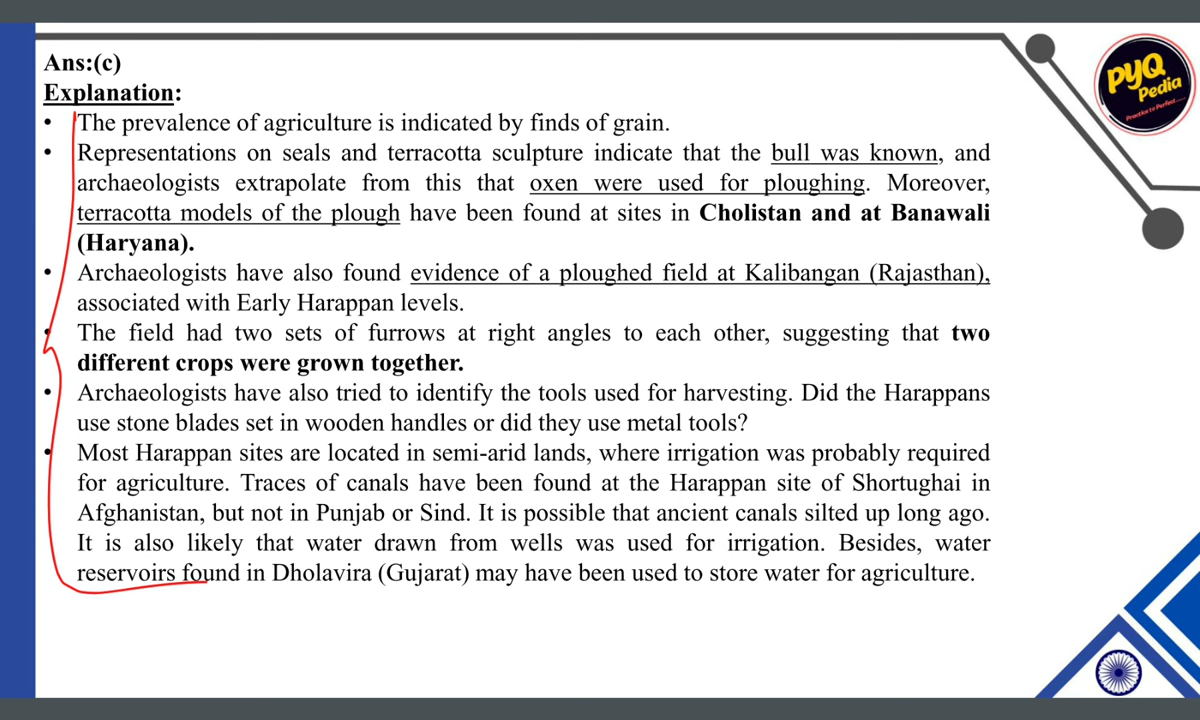 Ans:(c)
Explanation:
• The prevalence of agriculture is indicated by finds of grain.
• Representations on seals and terracotta sculpture indicate that the bull was known, and
archaeologists extrapolate from this that oxen were used for ploughing. Moreover,
terracotta models of the plough have been found at sites in Cholistan and at Banawali
(Haryana).
• Archaeologists have also found evidence of a ploughed field at Kalibangan (Rajasthan),
associated with Early Harappan levels.
• The field had two sets of furrows at right angles to each other, suggesting that two
different crops were grown together.
• Archaeologists have also tried to identify the tools used for harvesting. Did the Harappans
use stone blades set in wooden handles or did they use metal tools?
• Most Harappan sites are located in semi-arid lands, where irrigation was probably required
for agriculture. Traces of canals have been found at the Harappan site of Shortughai in
Afghanistan, but not in Punjab or Sind. It is possible that ancient canals silted up long ago.
It is also likely that water drawn from wells was used for irrigation. Besides, water
reservoirs found in Dholavira (Gujarat) may have been used to store water for agriculture.
PYQ
Pedia
Practice to Perfect